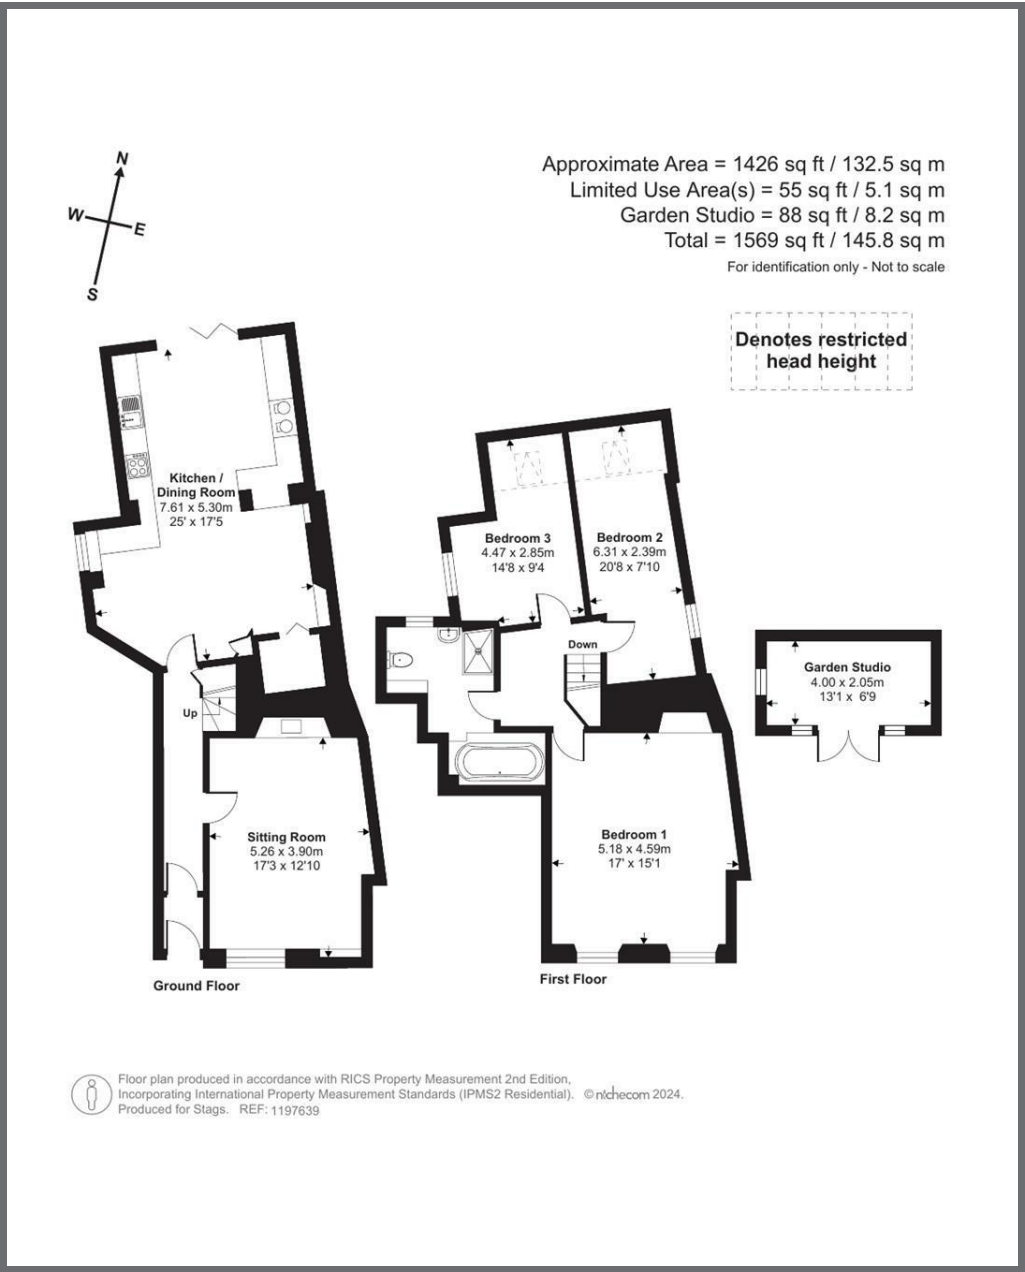 N
W
E
S
Approximate Area = 1426 sq ft / 132.5 sq m
Limited Use Area(s) = 55 sq ft / 5.1 sq m
Garden Studio = 88 sq ft / 8.2 sq m
Total = 1569 sq ft / 145.8 sq m
For identification only - Not to scale
Denotes restricted
head height
Kitchen /
Dining Room
7.61 x 5.30m
25' x 17'5
Up
Sitting Room
5.26 x 3.90m
17'3 x 12'10
Ground Floor
Bedroom 3
4.47 x 2.85m
14'8 x 9'4
Bedroom 2
6.31 x 2.39m
20'8 x 7'10
Down
Bedroom 1
5.18 x 4.59m
17' x 15'1
First Floor
Garden Studio
4.00 x 2.05m
13'1 x 6'9
Floor plan produced in accordance with RICS Property Measurement 2nd Edition,
Incorporating International Property Measurement Standards (IPMS2 Residential). © nichecom 2024.
Produced for Stags. REF: 1197639